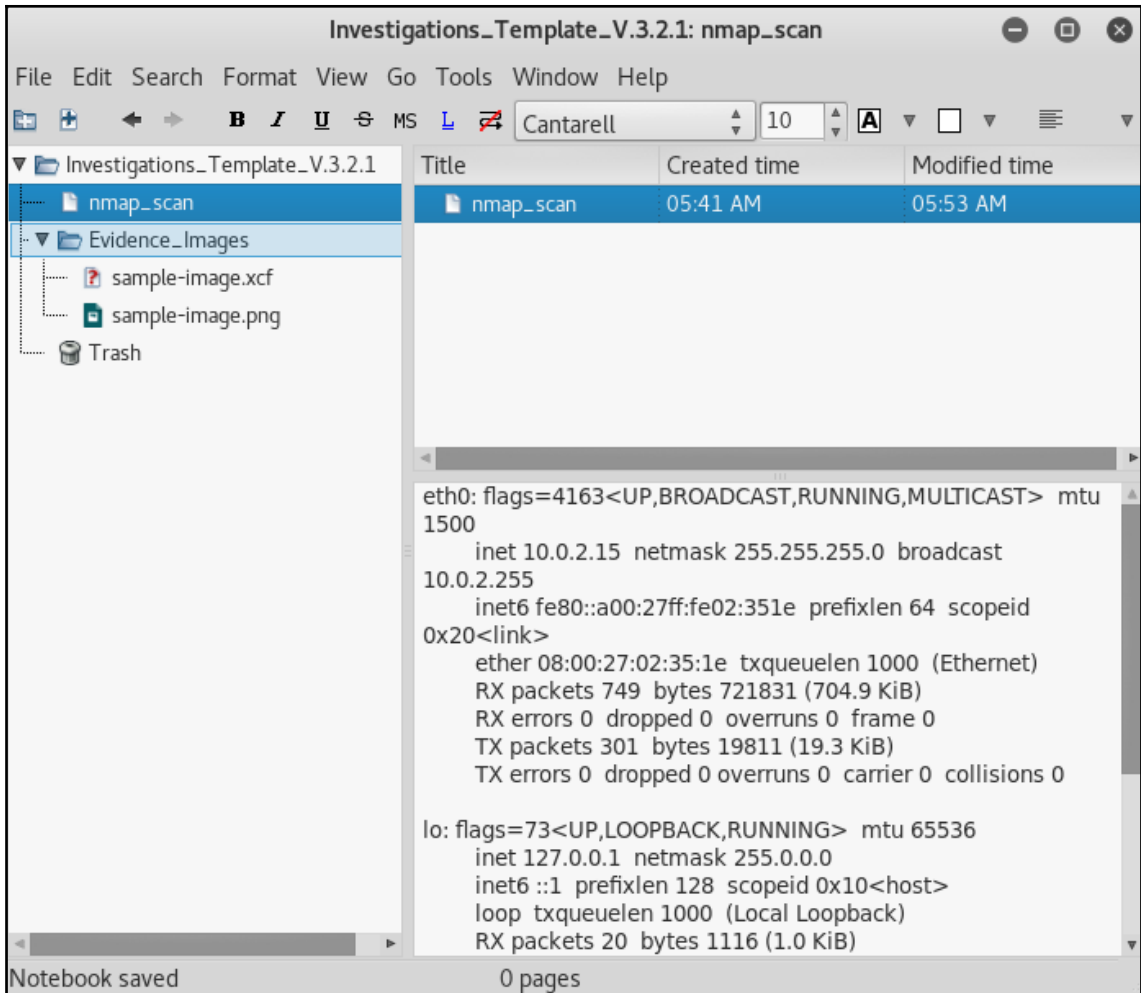 Investigations_Template_V.3.2.1: nmap_scan
File Edit Search Format View Go Tools Window Help
B I U S MS L Cantarell 10 A
Investigations_Template_V.3.2.1
nmap_scan
Evidence_Images
sample-image.xcf
sample-image.png
Trash
Title Created time Modified time
nmap_scan 05:41 AM 05:53 AM
eth0: flags=4163<UP,BROADCAST,RUNNING,MULTICAST> mtu
1500
inet 10.0.2.15 netmask 255.255.255.0 broadcast
10.0.2.255
inet6 fe80::a00:27ff:fe02:351e prefixlen 64 scopeid
0x20<link>
ether 08:00:27:02:35:1e txqueuelen 1000 (Ethernet)
RX packets 749 bytes 721831 (704.9 KiB)
RX errors 0 dropped 0 overruns 0 frame 0
TX packets 301 bytes 19811 (19.3 KiB)
TX errors 0 dropped 0 overruns 0 carrier 0 collisions 0
lo: flags=73<UP,LOOPBACK,RUNNING> mtu 65536
inet 127.0.0.1 netmask 255.0.0.0
inet6 ::1 prefixlen 128 scopeid 0x10<host>
loop txqueuelen 1000 (Local Loopback)
RX packets 20 bytes 1116 (1.0 KiB)
Notebook saved 0 pages